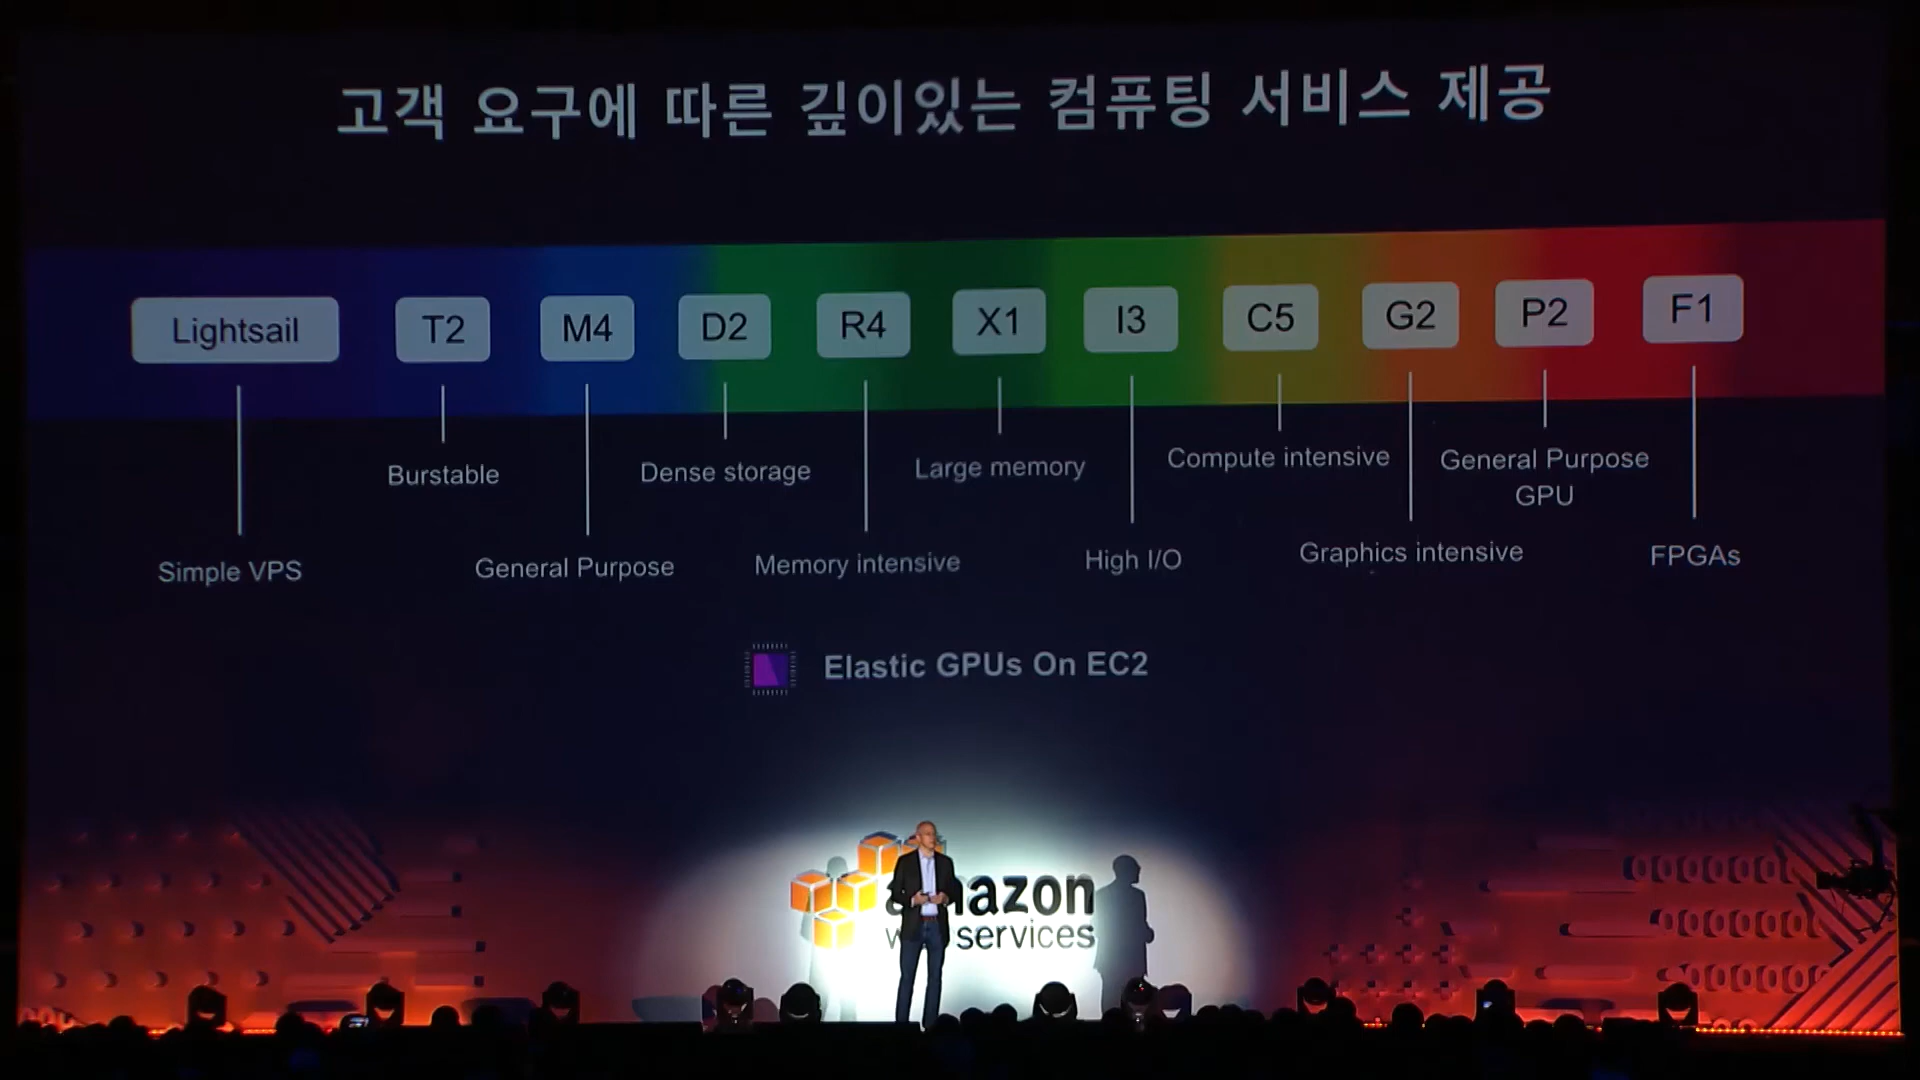 고객 요구에 따른 깊이있는 컴퓨팅 서비스 제공
Lightsail T2 M4 D2 R4 X1 I3 C5 G2 P2 F1
Burstable Dense storage Large memory Compute intensive General Purpose
GPU
Simple VPS General Purpose Memory intensive High I/O Graphics intensive FPGAs
Elastic GPUs On EC2
amazon
services